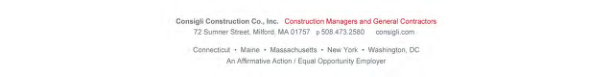 Consigli Construction Co., Inc. Construction Managers and General Contractors
72 Sumner Street, Milford, MA 01757 p 508.473.2580 consigli.com
Connecticut • Maine • Massachusetts • New York • Washington, DC
An Affirmative Action / Equal Opportunity Employer